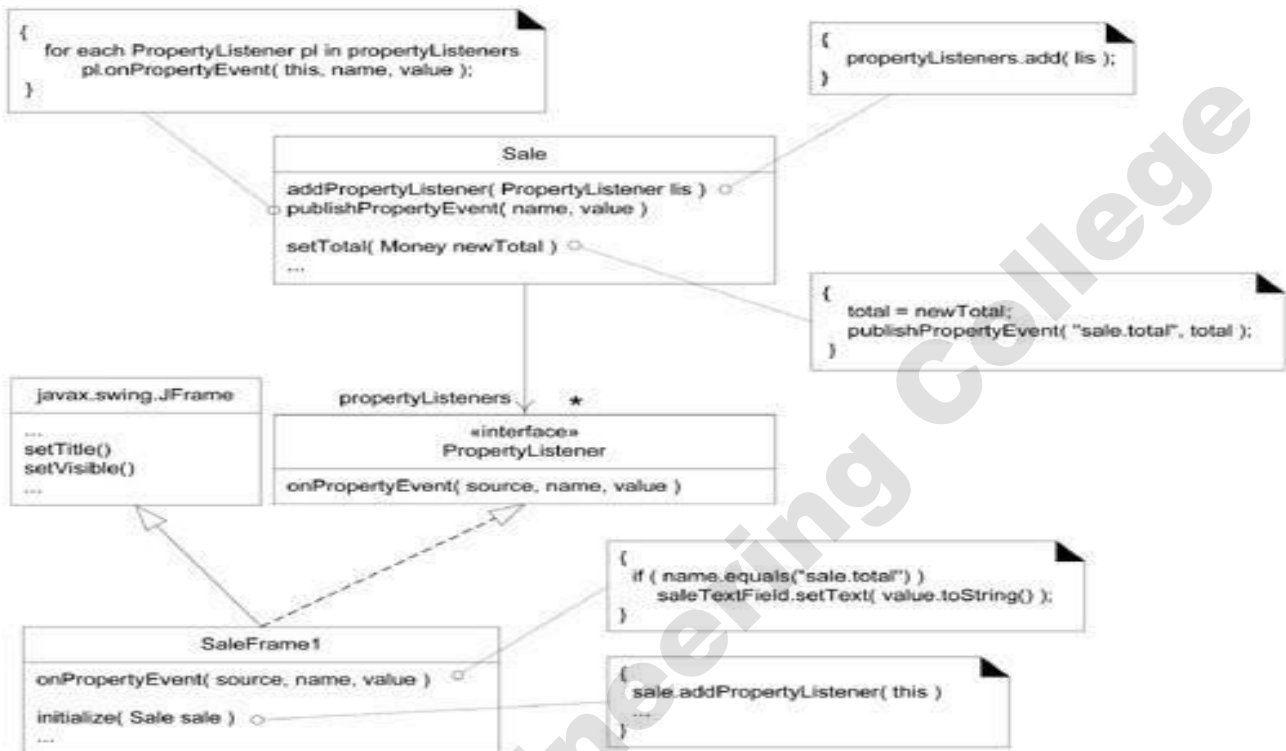 {
for each PropertyListener pl in propertyListeners
pl.onPropertyEvent( this, name, value );
}
{
propertyListeners.add( lis );
}
Sale
addPropertyListener( PropertyListener lis )
publishPropertyEvent( name, value )
setTotal( Money newTotal )
...
{
total = newTotal;
publishPropertyEvent( "sale.total", total );
}
javax.swing.JFrame
...
setTitle()
setVisible()
...
propertyListeners
*
«interface»
PropertyListener
onPropertyEvent( source, name, value )
{
if ( name.equals("sale.total") )
saleTextField.setText( value.toString() );
}
SaleFrame1
onPropertyEvent( source, name, value )
initialize( Sale sale )
...
{
sale.addPropertyListener( this )
...
}
neering College